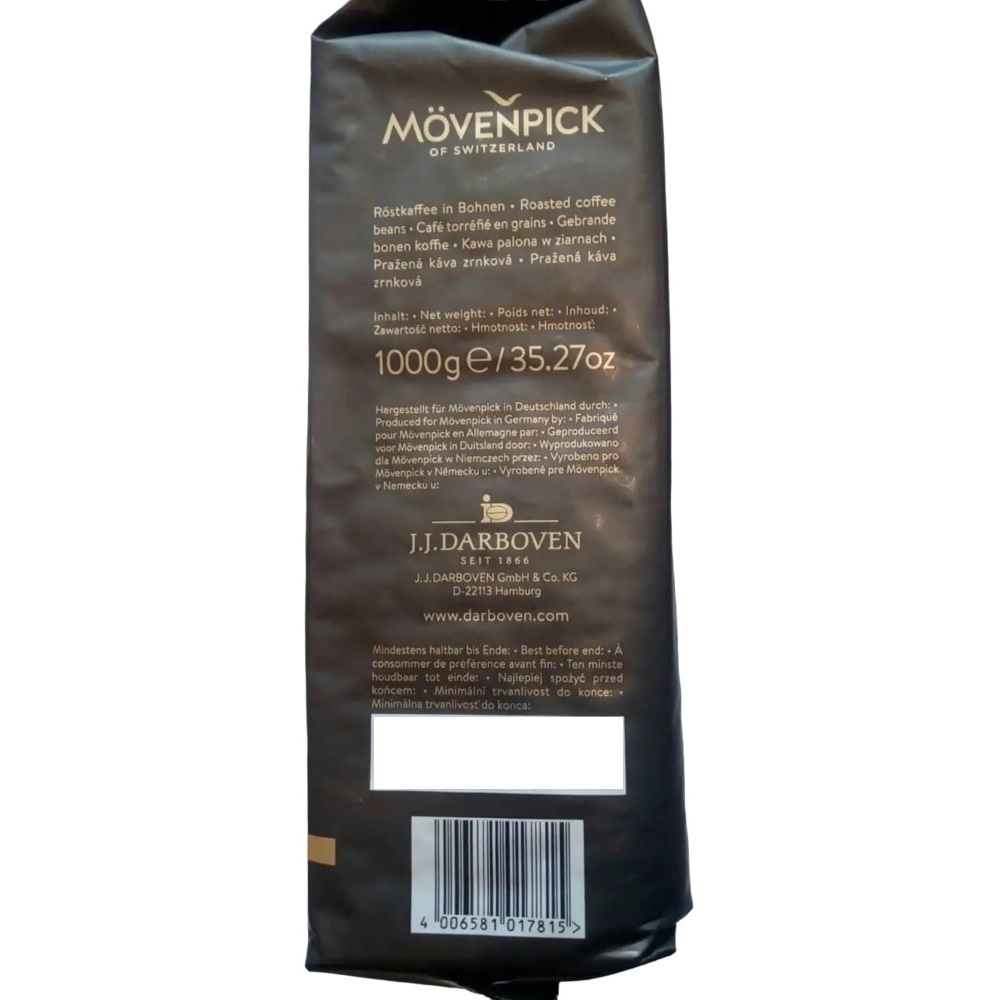 MÖVENPICK
OF SWITZERLAND
Röstkaffee in Bohnen • Roasted coffee
beans • Café torréfié en grains • Gebrande
bonen koffie • Kawa palona w ziarnach •
Pražená káva zrnková • Pražená káva
zrnková
Inhalt: • Net weight: • Poids net: • Inhoud: •
Zawartość netto: • Hmotnost: • Hmotnosť:
1000g ℮ / 35.27oz
Hergestellt für Mövenpick in Deutschland durch: •
Produced for Mövenpick in Germany by: • Fabriqué
pour Mövenpick en Allemagne par: • Geproduceerd
voor Mövenpick in Duitsland door: • Wyprodukowano
dla Mövenpick w Niemczech przez: • Vyrobeno pro
Mövenpick v Německu u: • Vyrobené pre Mövenpick
v Nemecku u:
J.J.DARBOVEN
SEIT 1866
J.J.DARBOVEN GmbH & Co. KG
D-22113 Hamburg
www.darboven.com
Mindestens haltbar bis Ende: • Best before end: • À
consommer de préférence avant fin: • Ten minste
houdbaar tot einde: • Najlepiej spożyć przed
końcem: • Minimální trvanlivost do konce: •
Minimálna trvanlivosť do konca:
4 006581 017815 >